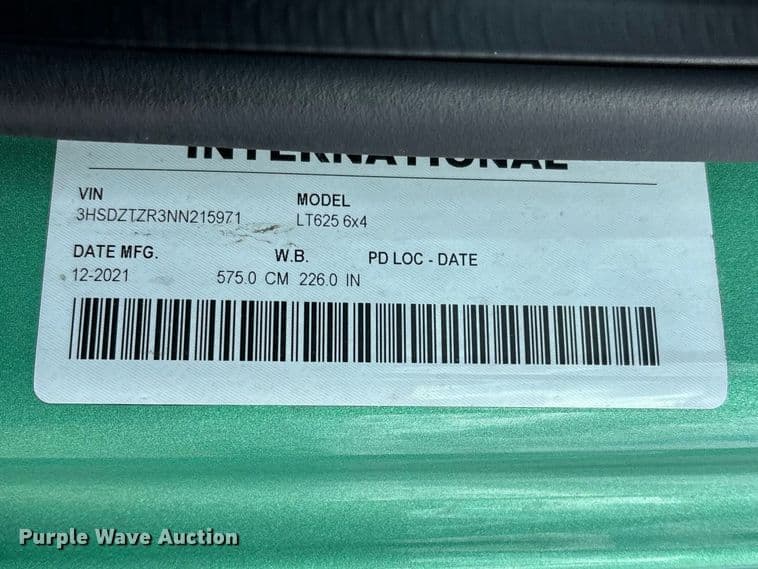 INTERNATIONAL
VIN MODEL
3HSDZTZR3NN215971 LT625 6x4
DATE MFG. W.B. PD LOC - DATE
12-2021 575.0 CM 226.0 IN
Purple Wave Auction